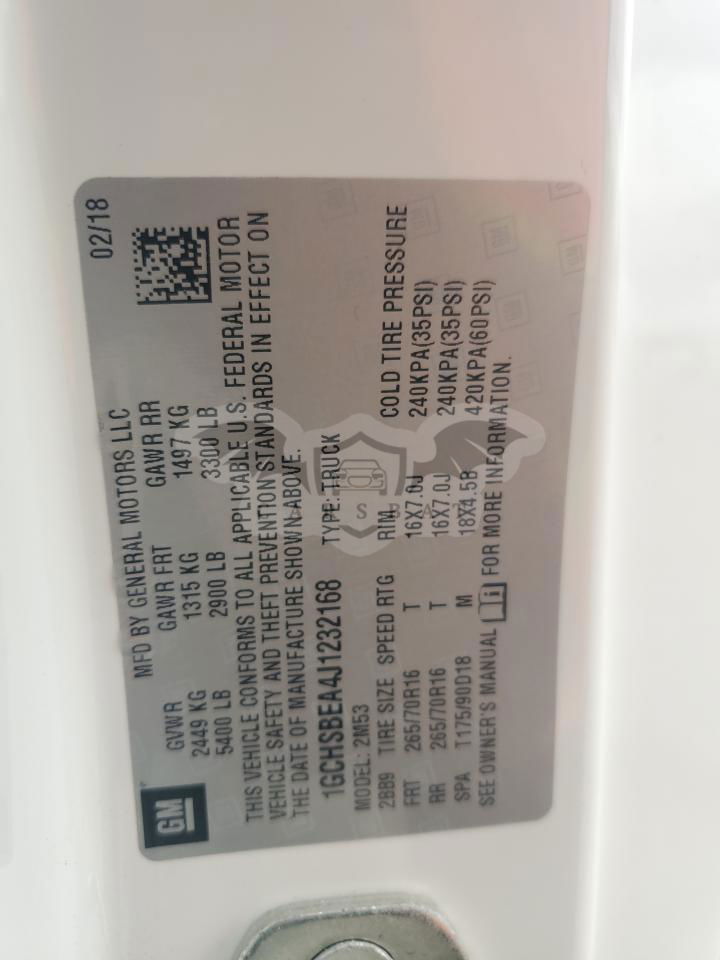 GM
MFD BY GENERAL MOTORS LLC 02/18
GVWR GAWR FRT GAWR RR
2449 KG 1315 KG 1497 KG
5400 LB 2900 LB 3300 LB
THIS VEHICLE CONFORMS TO ALL APPLICABLE U.S. FEDERAL MOTOR
VEHICLE SAFETY AND THEFT PREVENTION STANDARDS IN EFFECT ON
THE DATE OF MANUFACTURE SHOWN ABOVE.
1GCHSBEA4J1232168 TYPE: TRUCK
MODEL: 2M53
2BB9 TIRE SIZE SPEED RTG RIM COLD TIRE PRESSURE
FRT 265/70R16 T 16X7.0J 240KPA(35PSI)
RR 265/70R16 T 16X7.0J 240KPA(35PSI)
SPA T175/90D18 M 18X4.5B 420KPA(60PSI)
SEE OWNER'S MANUAL FOR MORE INFORMATION.